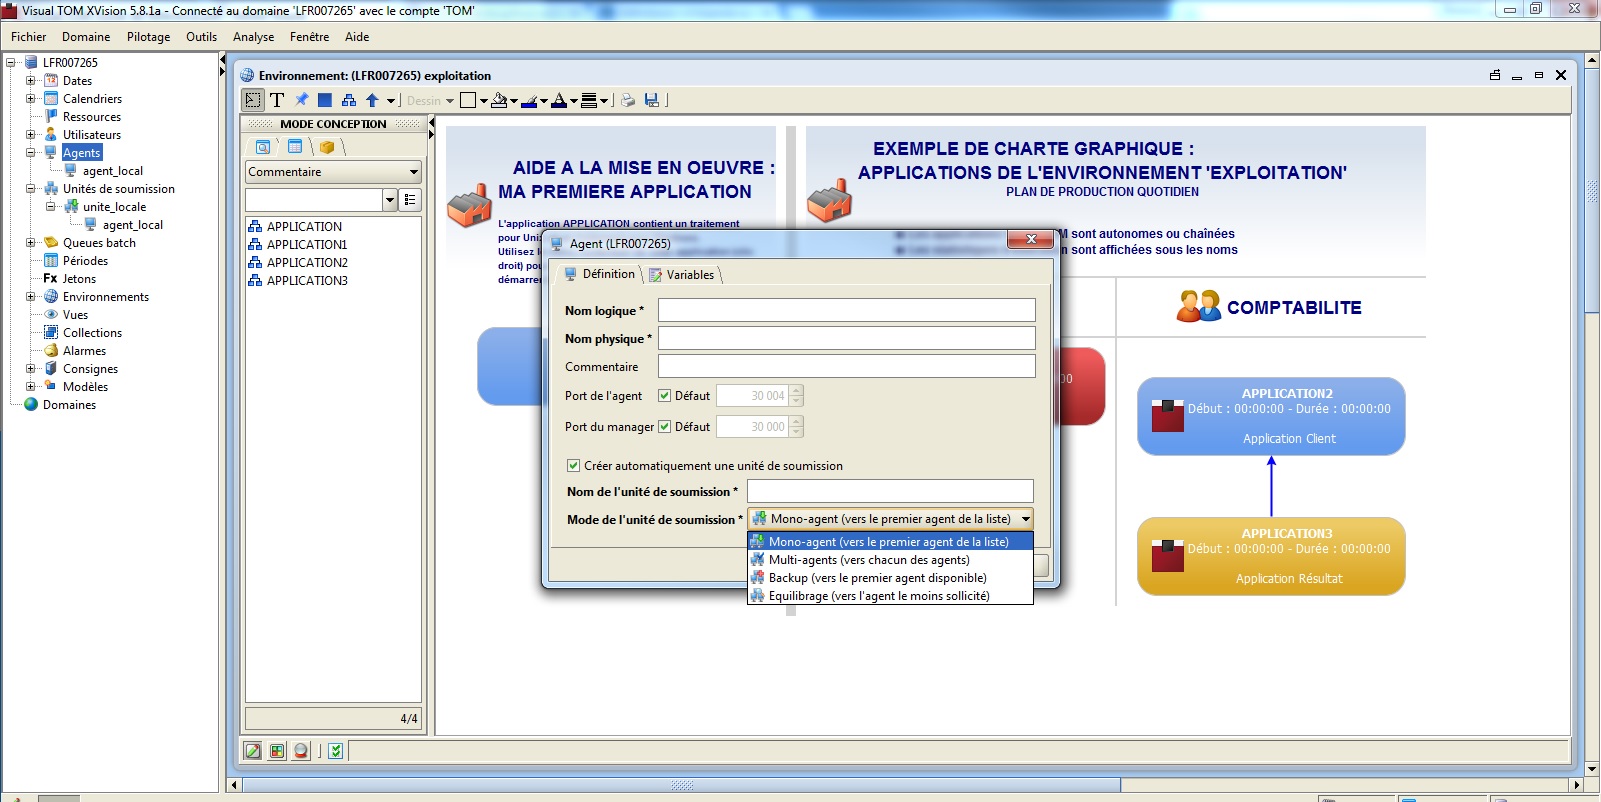 Visual TOM XVision 5.8.1a - Connecté au domaine 'LFR007265' avec le compte 'TOM'
Fichier Domaine Pilotage Outils Analyse Fenêtre Aide
LFR007265
Dates
Calendriers
Ressources
Utilisateurs
Agents
agent_local
Unités de soumission
unite_locale
agent_local
Queues batch
Périodes
Fx Jetons
Environnements
Vues
Collections
Alarmes
Consignes
Modèles
Domaines
Environnement: (LFR007265) exploitation
Dessin
MODE CONCEPTION
Commentaire
APPLICATION
APPLICATION1
APPLICATION2
APPLICATION3
4/4
AIDE A LA MISE EN OEUVRE :
MA PREMIERE APPLICATION
L'application APPLICATION contient un traitement
pour Uni
Utilisez l
droit) pou
démarre
EXEMPLE DE CHARTE GRAPHIQUE :
APPLICATIONS DE L'ENVIRONNEMENT 'EXPLOITATION'
PLAN DE PRODUCTION QUOTIDIEN
M sont autonomes ou chaînées
n sont affichées sous les noms
COMPTABILITE
00
APPLICATION2
Début : 00:00:00 - Durée : 00:00:00
Application Client
APPLICATION3
Début : 00:00:00 - Durée : 00:00:00
Application Résultat
Agent (LFR007265)
Définition Variables
Nom logique *
Nom physique *
Commentaire
Port de l'agent Défaut 30 004
Port du manager Défaut 30 000
Créer automatiquement une unité de soumission
Nom de l'unité de soumission *
Mode de l'unité de soumission * Mono-agent (vers le premier agent de la liste)
Mono-agent (vers le premier agent de la liste)
Multi-agents (vers chacun des agents)
Backup (vers le premier agent disponible)
Equilibrage (vers l'agent le moins sollicité)